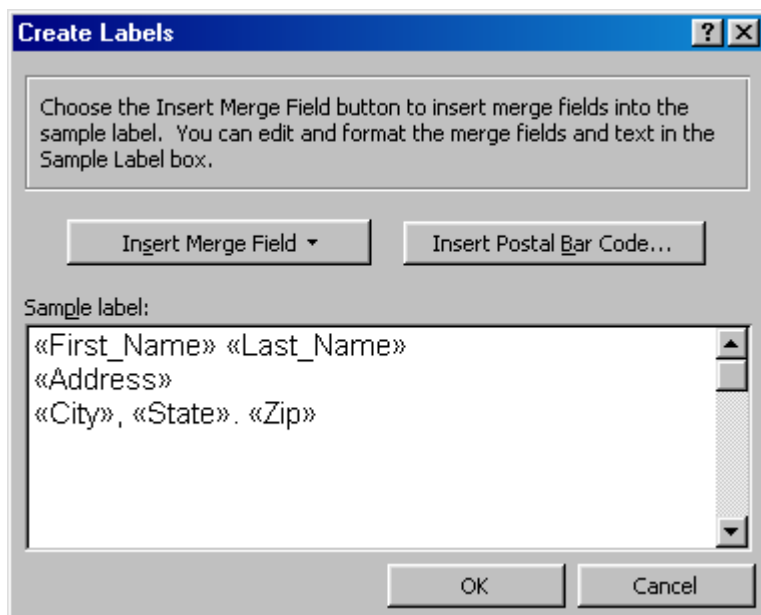 Create Labels
Choose the Insert Merge Field button to insert merge fields into the
sample label. You can edit and format the merge fields and text in the
Sample Label box.
Insert Merge Field
Insert Postal Bar Code...
Sample label:
«First_Name» «Last_Name»
«Address»
«City», «State». «Zip»
OK
Cancel